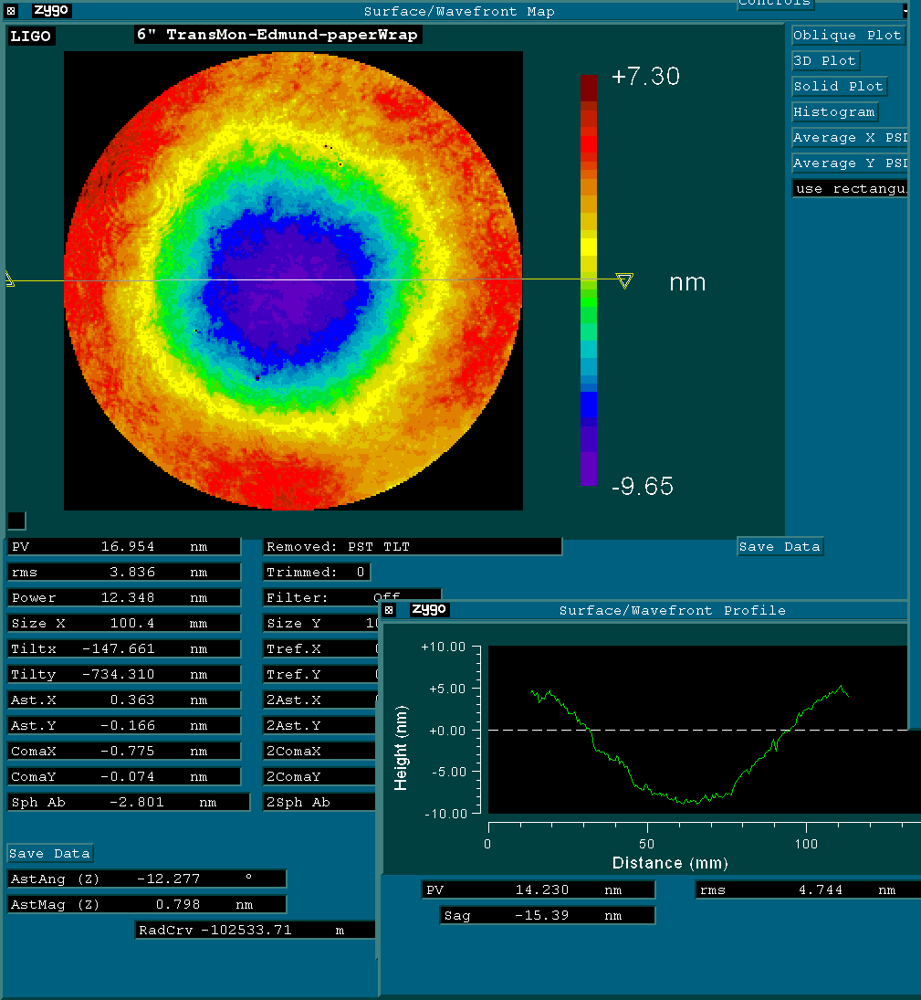 zygo Surface/Wavefront Map
Controls
LIGO
6" TransMon-Edmund-paperWrap
Oblique Plot
3D Plot
Solid Plot
Histogram
Average X PSD
Average Y PSD
use rectangu
+7.30
nm
-9.65
PV 16.954 nm
Removed: PST TLT
Save Data
rms 3.836 nm
Trimmed: 0
Power 12.348 nm
Filter: Off
Size X 100.4 mm
Size Y 10
Tiltx -147.661 nm
Tref.X
Tilty -734.310 nm
Tref.Y
Ast.X 0.363 nm
2Ast.X
Ast.Y -0.166 nm
2Ast.Y
ComaX -0.775 nm
2ComaX
ComaY -0.074 nm
2ComaY
Sph Ab -2.801 nm
2Sph Ab
Save Data
AstAng (Z) -12.277 °
AstMag (Z) 0.798 nm
RadCrv -102533.71 m
zygo Surface/Wavefront Profile
Height (nm)
+10.00
+5.00
+0.00
-5.00
-10.00
0 50 100
Distance (mm)
PV 14.230 nm
rms 4.744 nm
Sag -15.39 nm